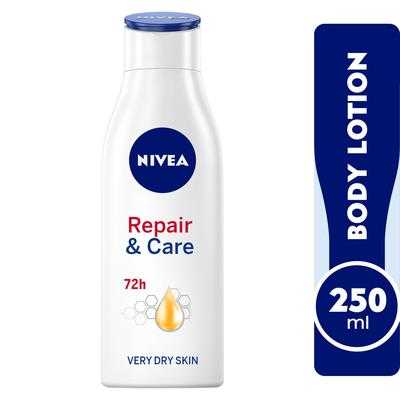 NIVEA
Repair
& Care
72h
VERY DRY SKIN
BODY LOTION
250
ml